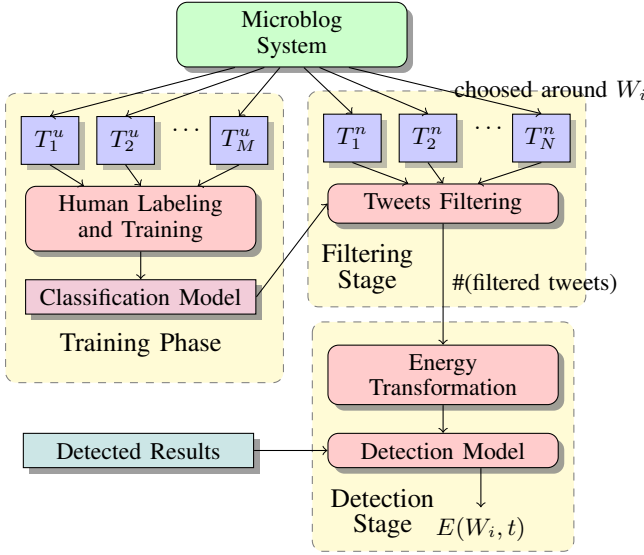 Microblog
System
choosed around W_i
T_1^u T_2^u ... T_M^u
T_1^n T_2^n ... T_N^n
Human Labeling
and Training
Tweets Filtering
Filtering
Stage
Classification Model
#(filtered tweets)
Training Phase
Energy
Transformation
Detected Results
Detection Model
Detection
Stage
E(W_i, t)